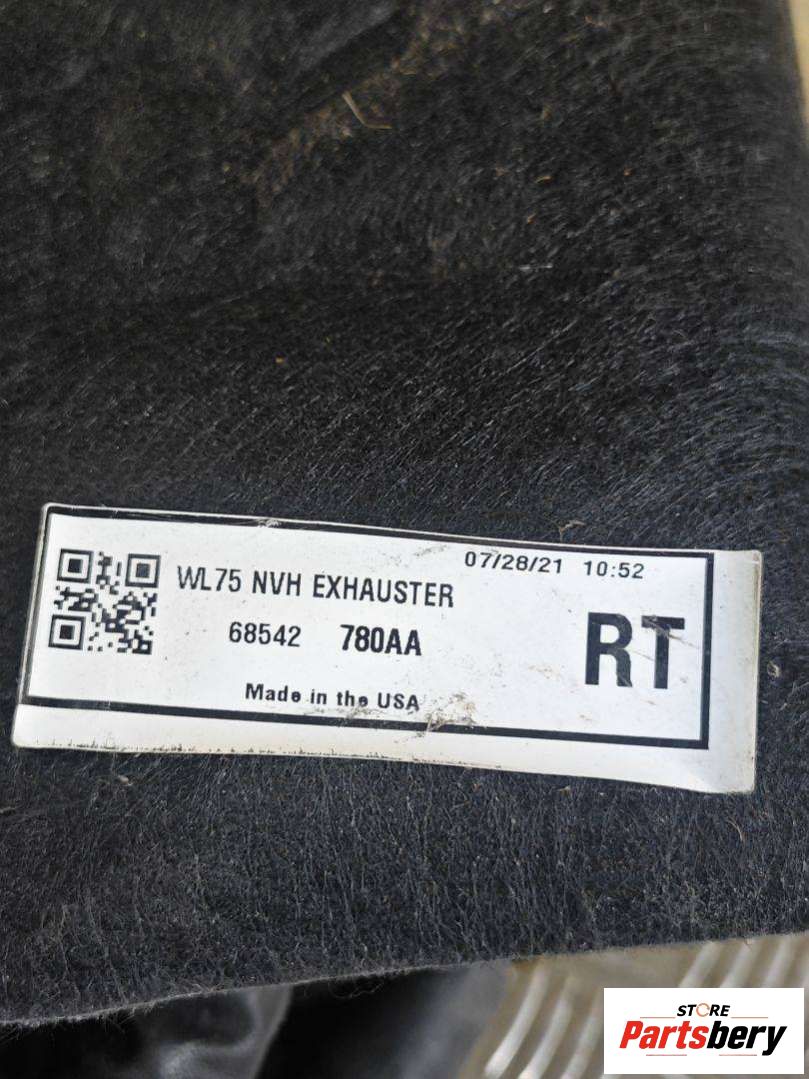 07/28/21 10:52
WL75 NVH EXHAUSTER
68542 780AA
RT
Made in the USA
STORE
Partsbery